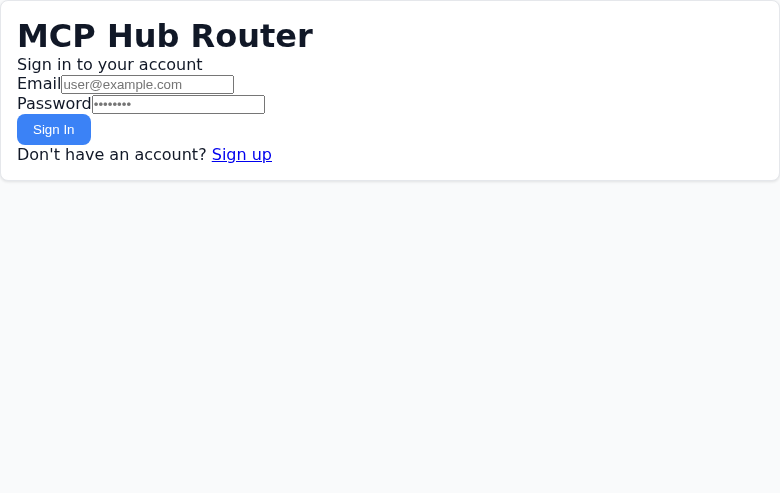 MCP Hub Router
Sign in to your account
Email user@example.com
Password ••••••••
Sign In
Don't have an account? Sign up